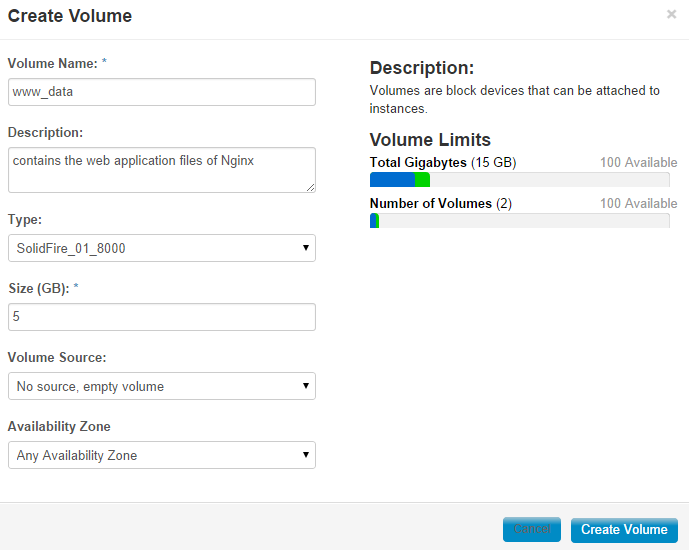 Create Volume
×
Volume Name: *
www_data
Description:
contains the web application files of Nginx
Type:
SolidFire_01_8000
Size (GB): *
5
Volume Source:
No source, empty volume
Availability Zone
Any Availability Zone
Description:
Volumes are block devices that can be attached to
instances.
Volume Limits
Total Gigabytes (15 GB) 100 Available
Number of Volumes (2) 100 Available
Cancel Create Volume